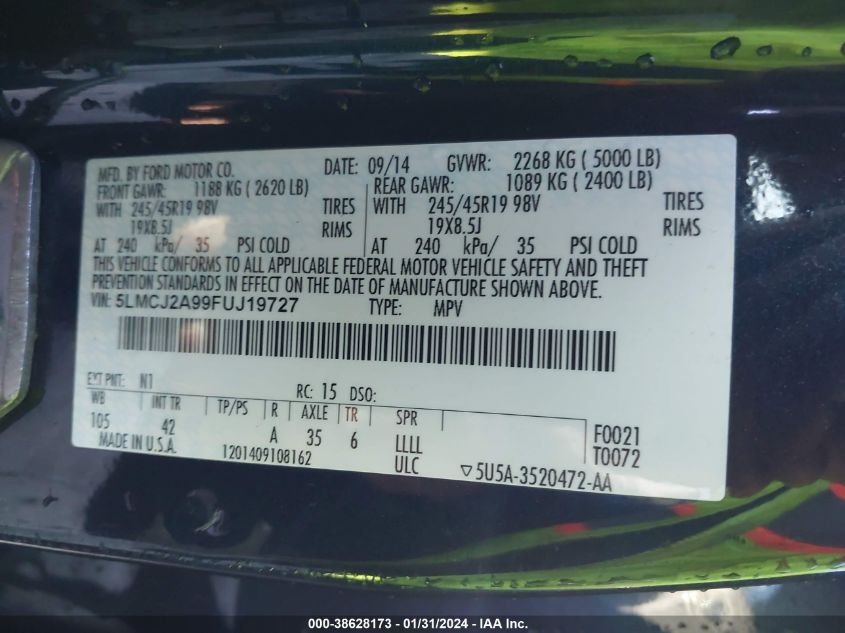 MFD. BY FORD MOTOR CO. DATE: 09/14 GVWR: 2268 KG ( 5000 LB)
FRONT GAWR: 1188 KG ( 2620 LB) REAR GAWR: 1089 KG ( 2400 LB)
WITH 245/45R19 98V TIRES WITH 245/45R19 98V TIRES
19X8.5J RIMS 19X8.5J RIMS
AT 240 kPa/ 35 PSI COLD AT 240 kPa/ 35 PSI COLD
THIS VEHICLE CONFORMS TO ALL APPLICABLE FEDERAL MOTOR VEHICLE SAFETY AND THEFT
PREVENTION STANDARDS IN EFFECT ON THE DATE OF MANUFACTURE SHOWN ABOVE.
VIN: 5LMCJ2A99FUJ19727 TYPE: MPV
EXT PNT: N1 RC: 15 DSO:
WB INT TR TP/PS R AXLE TR SPR
105 42 A 35 6 LLLL F0021
MADE IN U.S.A. 1201409108162 ULC T0072
▽5U5A-3520472-AA
000-38628173 - 01/31/2024 - IAA Inc.